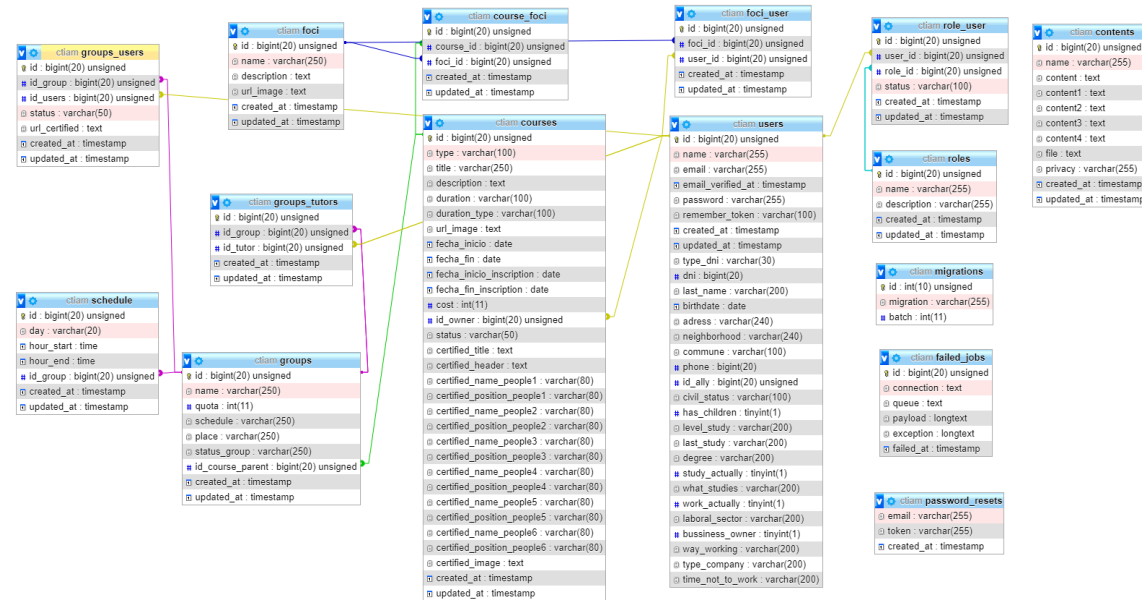 ctiam groups_users
id : bigint(20) unsigned
id_group : bigint(20) unsigned
id_users : bigint(20) unsigned
status : varchar(50)
url_certified : text
created_at : timestamp
updated_at : timestamp
ctiam foci
id : bigint(20) unsigned
name : varchar(250)
description : text
url_image : text
created_at : timestamp
updated_at : timestamp
ctiam course_foci
id : bigint(20) unsigned
course_id : bigint(20) unsigned
foci_id : bigint(20) unsigned
created_at : timestamp
updated_at : timestamp
ctiam foci_user
id : bigint(20) unsigned
foci_id : bigint(20) unsigned
user_id : bigint(20) unsigned
created_at : timestamp
updated_at : timestamp
ctiam role_user
id : bigint(20) unsigned
user_id : bigint(20) unsigned
role_id : bigint(20) unsigned
status : varchar(100)
created_at : timestamp
updated_at : timestamp
ctiam contents
id : bigint(20) unsigned
name : varchar(255)
content : text
content1 : text
content2 : text
content3 : text
content4 : text
file : text
privacy : varchar(255)
created_at : timestamp
updated_at : timestamp
ctiam groups_tutors
id : bigint(20) unsigned
id_group : bigint(20) unsigned
id_tutor : bigint(20) unsigned
created_at : timestamp
updated_at : timestamp
ctiam schedule
id : bigint(20) unsigned
day : varchar(20)
hour_start : time
hour_end : time
id_group : bigint(20) unsigned
created_at : timestamp
updated_at : timestamp
ctiam groups
id : bigint(20) unsigned
name : varchar(250)
quota : int(11)
schedule : varchar(250)
place : varchar(250)
status_group : varchar(250)
id_course_parent : bigint(20) unsigned
created_at : timestamp
updated_at : timestamp
ctiam courses
id : bigint(20) unsigned
type : varchar(100)
title : varchar(250)
description : text
duration : varchar(100)
duration_type : varchar(100)
url_image : text
fecha_inicio : date
fecha_fin : date
fecha_inicio_inscription : date
fecha_fin_inscription : date
cost : int(11)
id_owner : bigint(20) unsigned
status : varchar(50)
certified_title : text
certified_header : text
certified_name_people1 : varchar(80)
certified_position_people1 : varchar(80)
certified_name_people2 : varchar(80)
certified_position_people2 : varchar(80)
certified_name_people3 : varchar(80)
certified_position_people3 : varchar(80)
certified_name_people4 : varchar(80)
certified_position_people4 : varchar(80)
certified_name_people5 : varchar(80)
certified_position_people5 : varchar(80)
certified_name_people6 : varchar(80)
certified_position_people6 : varchar(80)
certified_image : text
created_at : timestamp
updated_at : timestamp
ctiam users
id : bigint(20) unsigned
name : varchar(255)
email : varchar(255)
email_verified_at : timestamp
password : varchar(255)
remember_token : varchar(100)
created_at : timestamp
updated_at : timestamp
type_dni : varchar(30)
dni : bigint(20)
last_name : varchar(200)
birthdate : date
adress : varchar(240)
neighborhood : varchar(240)
commune : varchar(100)
phone : bigint(20)
id_ally : bigint(20) unsigned
civil_status : varchar(100)
has_children : tinyint(1)
level_study : varchar(200)
last_study : varchar(200)
degree : varchar(200)
study_actually : tinyint(1)
what_studies : varchar(200)
work_actually : tinyint(1)
laboral_sector : varchar(200)
bussiness_owner : tinyint(1)
way_working : varchar(200)
type_company : varchar(200)
time_not_to_work : varchar(200)
ctiam roles
id : bigint(20) unsigned
name : varchar(255)
description : varchar(255)
created_at : timestamp
updated_at : timestamp
ctiam migrations
id : int(10) unsigned
migration : varchar(255)
batch : int(11)
ctiam failed_jobs
id : bigint(20) unsigned
connection : text
queue : text
payload : longtext
exception : longtext
failed_at : timestamp
ctiam password_resets
email : varchar(255)
token : varchar(255)
created_at : timestamp